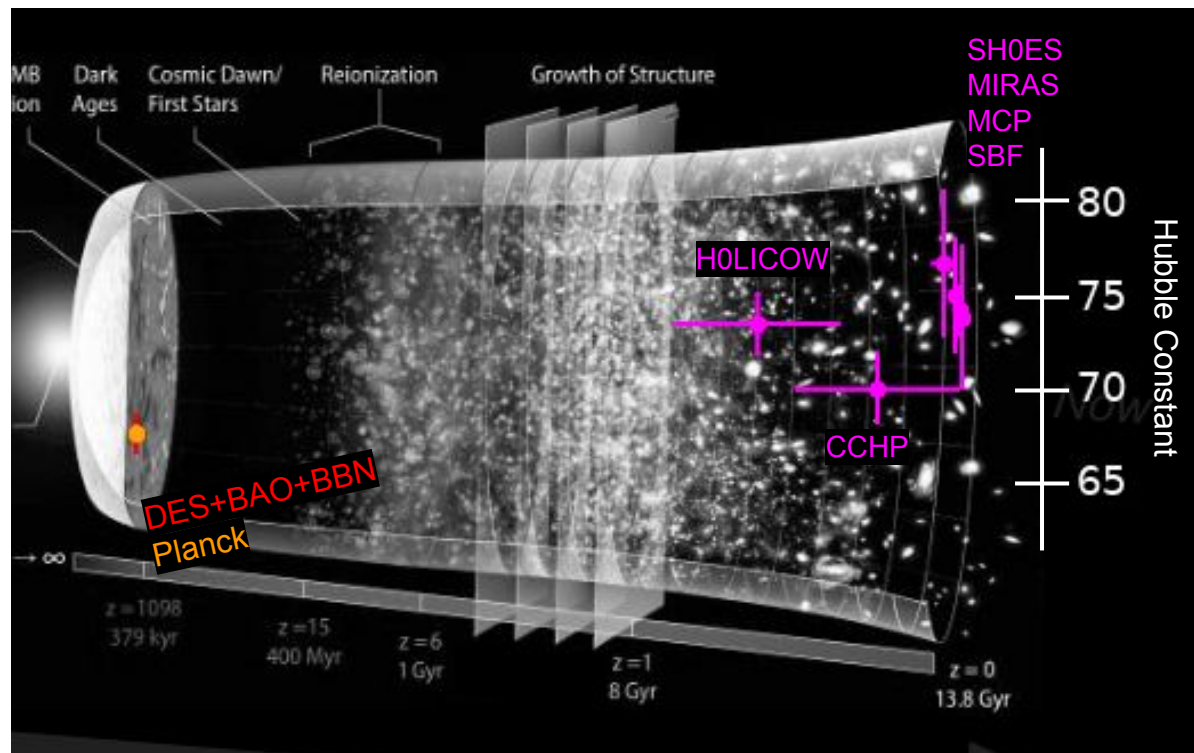 MB
ion
Dark
Ages
Cosmic Dawn/
First Stars
Reionization
Growth of Structure
SH0ES
MIRAS
MCP
SBF
80
75
70
65
Hubble Constant
Now
H0LICOW
CCHP
DES+BAO+BBN
Planck
→ ∞
z=1098
379 kyr
z=15
400 Myr
z=6
1 Gyr
z=1
8 Gyr
z=0
13.8 Gyr